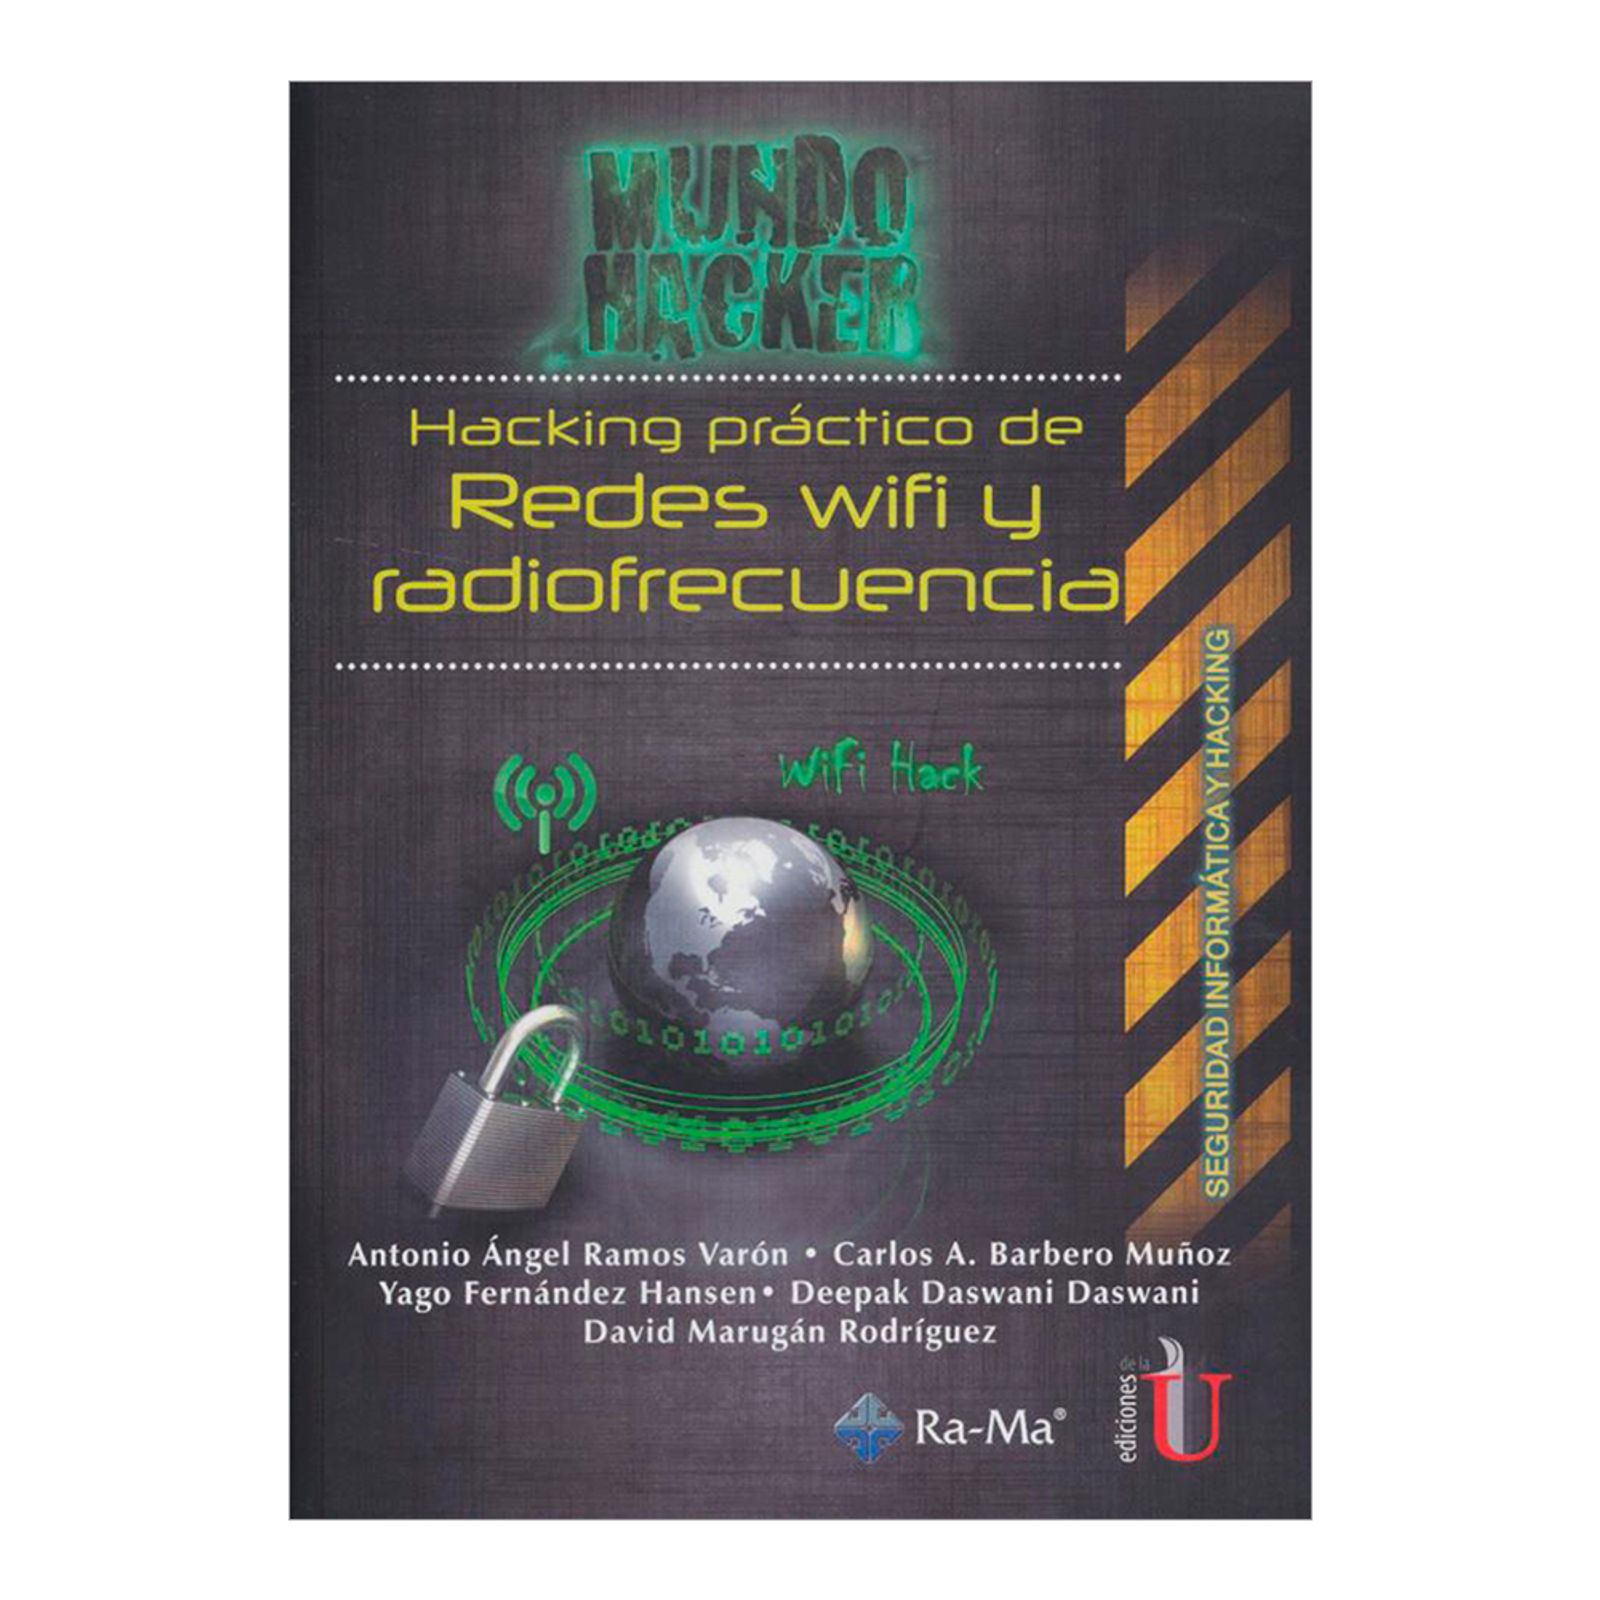 MUNDO
HACKER
Hacking práctico de
Redes wifi y
radiofrecuencia
WiFi Hack
SEGURIDAD INFORMÁTICA Y HACKING
Antonio Ángel Ramos Varón • Carlos A. Barbero Muñoz
Yago Fernández Hansen • Deepak Daswani Daswani
David Marugán Rodríguez
Ra-Ma®
ediciones de la U